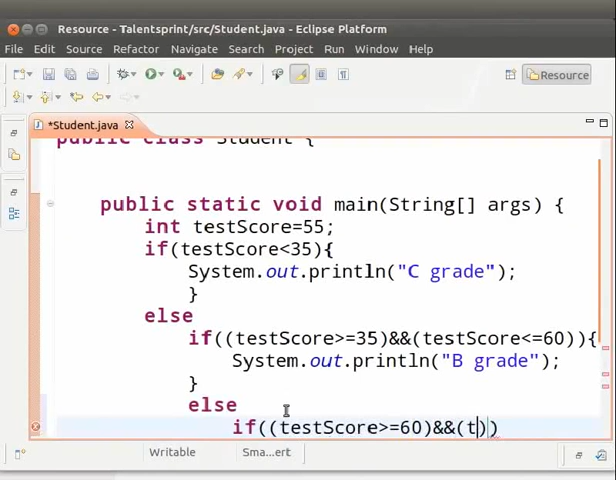 Resource - Talentsprint/src/Student.java - Eclipse Platform
File Edit Source Refactor Navigate Search Project Run Window Help
Resource
*Student.java
public class Student {
public static void main(String[] args) {
int testScore=55;
if(testScore<35){
System.out.println("C grade");
}
else
if((testScore>=35)&&(testScore<=60)){
System.out.println("B grade");
}
else
if((testScore>=60)&&(t))
Writable Sma...ert